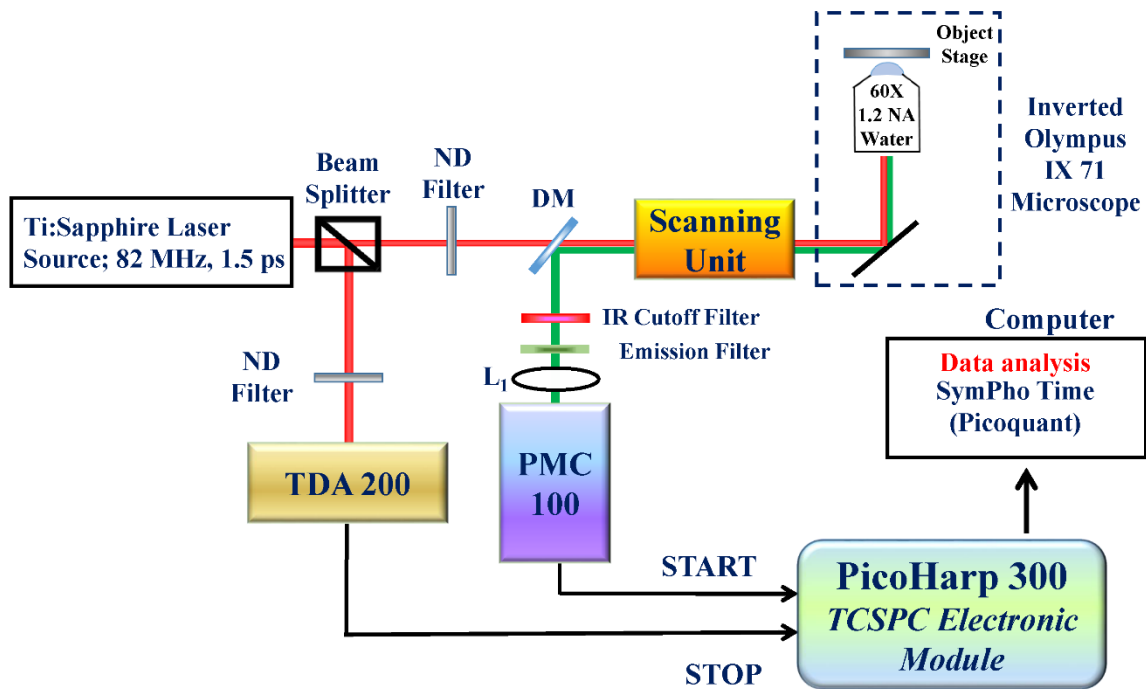 Object
Stage
60X
1.2 NA
Water
Inverted
Olympus
IX 71
Microscope
ND
Filter
Beam
Splitter
DM
Ti:Sapphire Laser
Source; 82 MHz, 1.5 ps
Scanning
Unit
IR Cutoff Filter
Emission Filter
L1
ND
Filter
Computer
Data analysis
SymPho Time
(Picoquant)
TDA 200
PMC
100
START
STOP
PicoHarp 300
TCSPC Electronic
Module